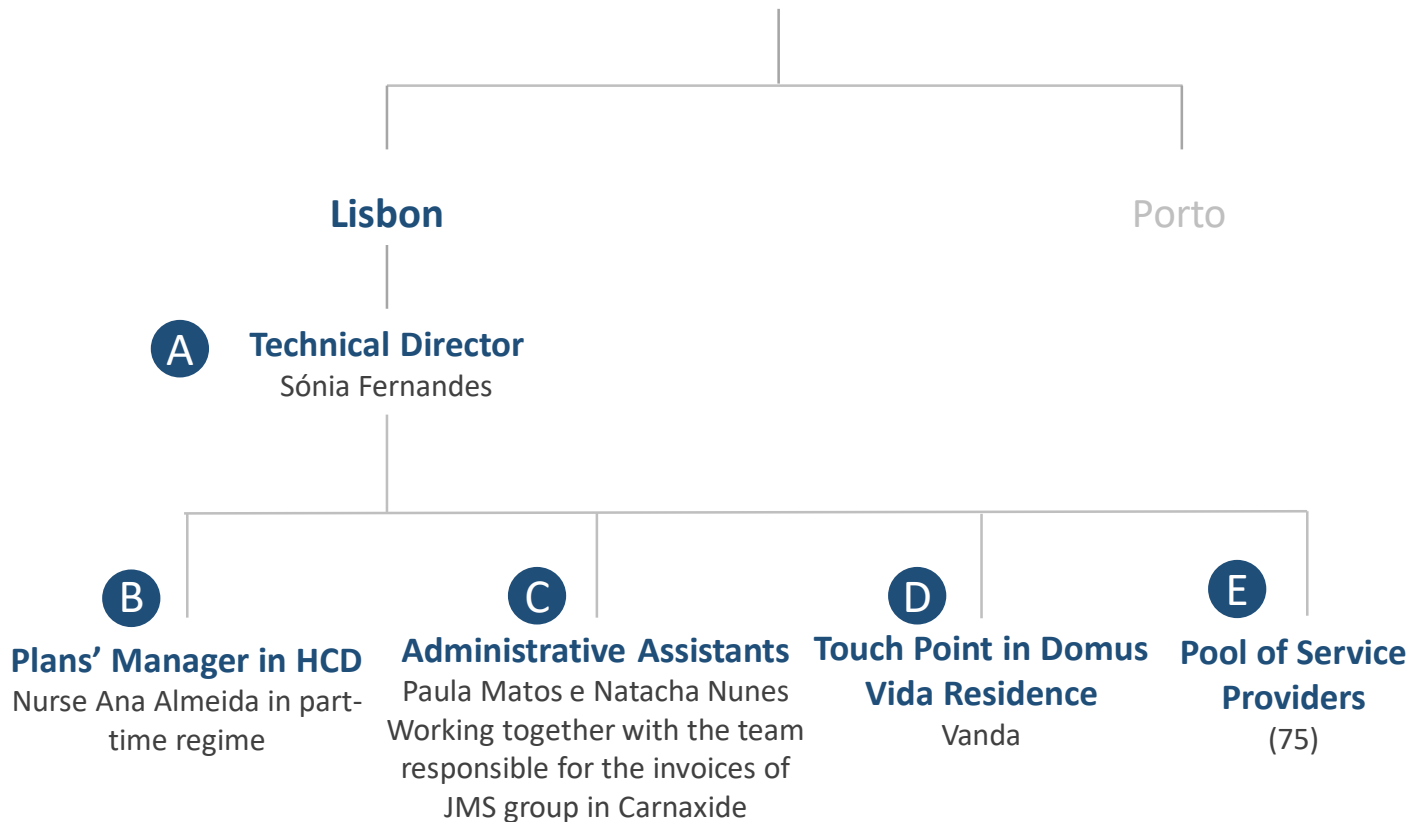 Lisbon
Porto
A
Technical Director
Sónia Fernandes
B
Plans’ Manager in HCD
Nurse Ana Almeida in part-
time regime
C
Administrative Assistants
Paula Matos e Natacha Nunes
Working together with the team
responsible for the invoices of
JMS group in Carnaxide
D
Touch Point in Domus
Vida Residence
Vanda
E
Pool of Service
Providers
(75)